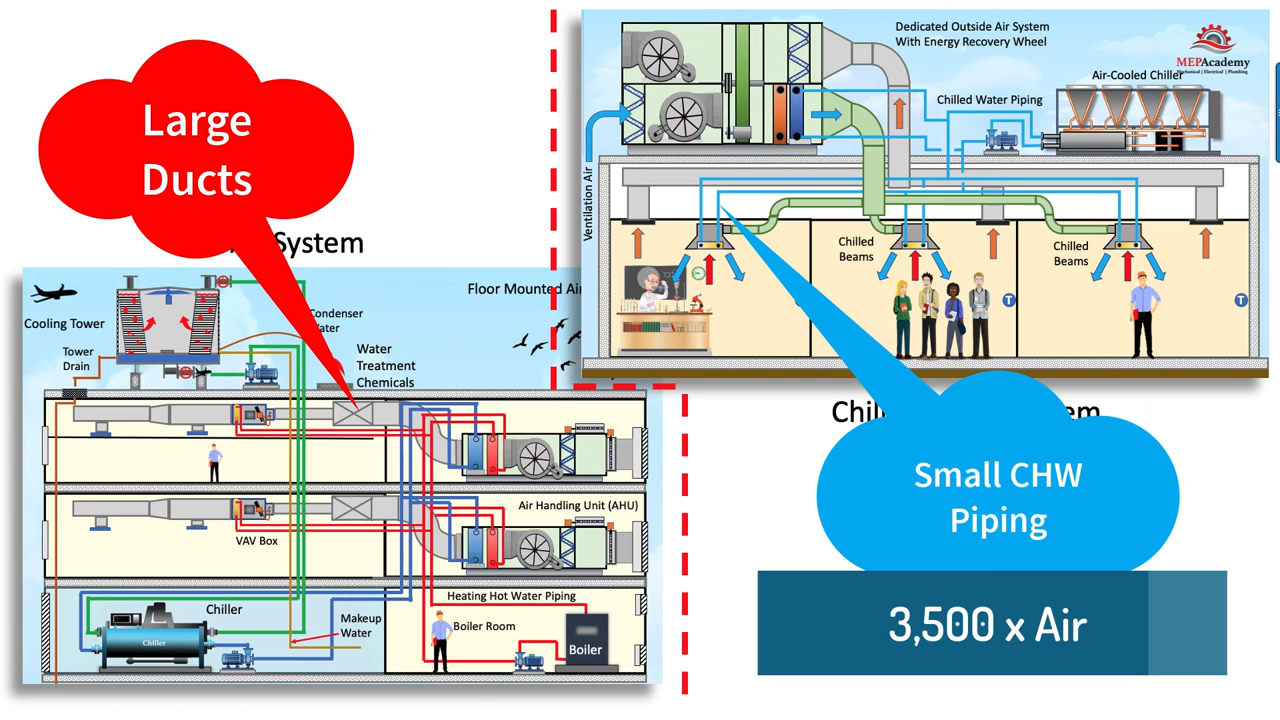 Large
Ducts
System
Floor Mounted Air
Cooling Tower
Condenser
Water
Tower
Drain
Water
Treatment
Chemicals
Air Handling Unit (AHU)
VAV Box
Heating Hot Water Piping
Chiller
Chiller
Makeup
Water
Boiler Room
Boiler
Dedicated Outside Air System
With Energy Recovery Wheel
MEPAcademy
Mechanical | Electrical | Plumbing
Air-Cooled Chiller
Chilled Water Piping
Ventilation Air
Chilled
Beams
Chilled
Beams
T
T
Small CHW
Piping
3,500 x Air